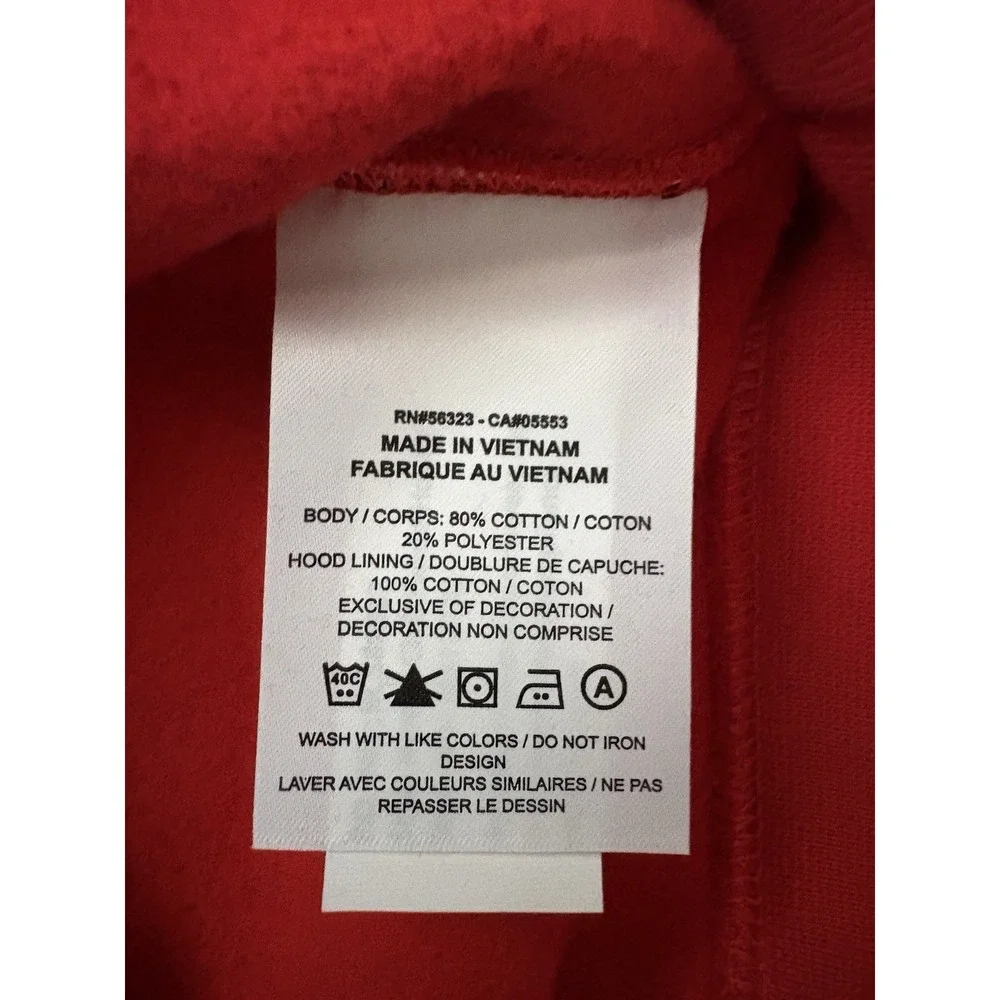 RN#56323 - CA#05553
MADE IN VIETNAM
FABRIQUE AU VIETNAM
BODY / CORPS: 80% COTTON / COTON
20% POLYESTER
HOOD LINING / DOUBLURE DE CAPUCHE:
100% COTTON / COTON
EXCLUSIVE OF DECORATION /
DECORATION NON COMPRISE
40C
A
WASH WITH LIKE COLORS / DO NOT IRON
DESIGN
LAVER AVEC COULEURS SIMILAIRES / NE PAS
REPASSER LE DESSIN